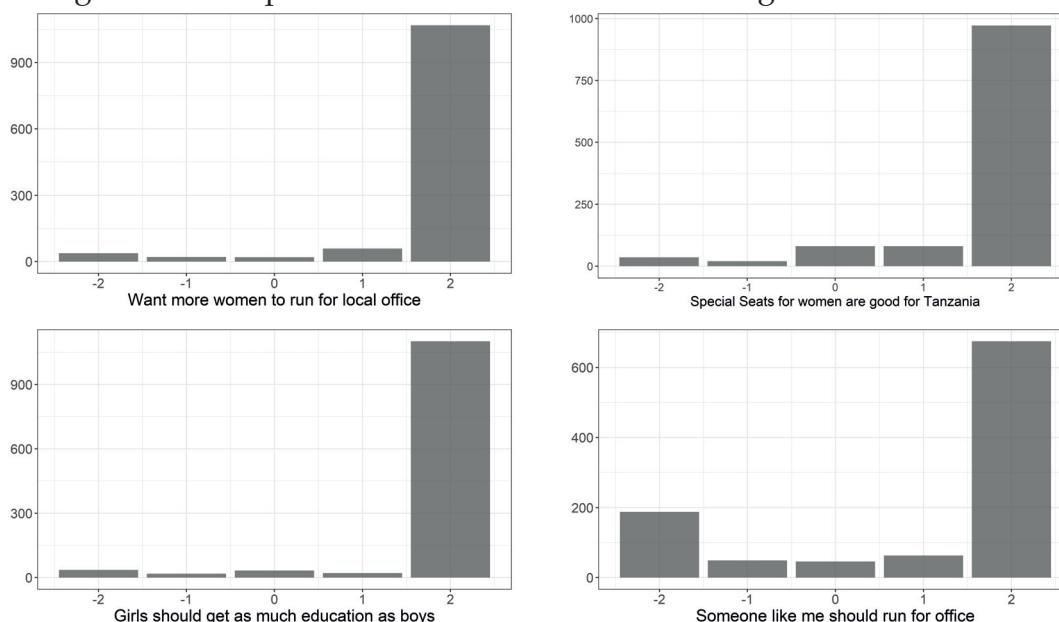 900
600
300
0
-2 -1 0 1 2
Want more women to run for local office
1000
750
500
250
0
-2 -1 0 1 2
Special Seats for women are good for Tanzania
900
600
300
0
-2 -1 0 1 2
Girls should get as much education as boys
600
400
200
0
-2 -1 0 1 2
Someone like me should run for office